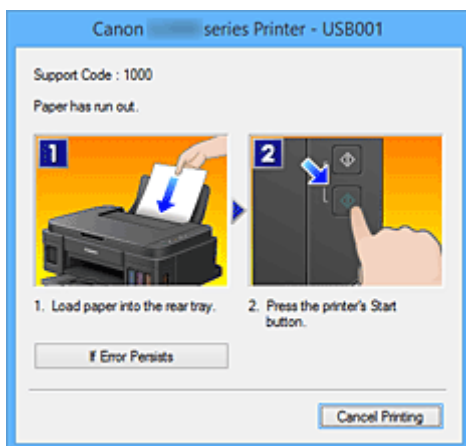 Canon series Printer - USB001
Support Code : 1000
Paper has run out.
1
2
1. Load paper into the rear tray.
2. Press the printer's Start
button.
If Error Persists
Cancel Printing